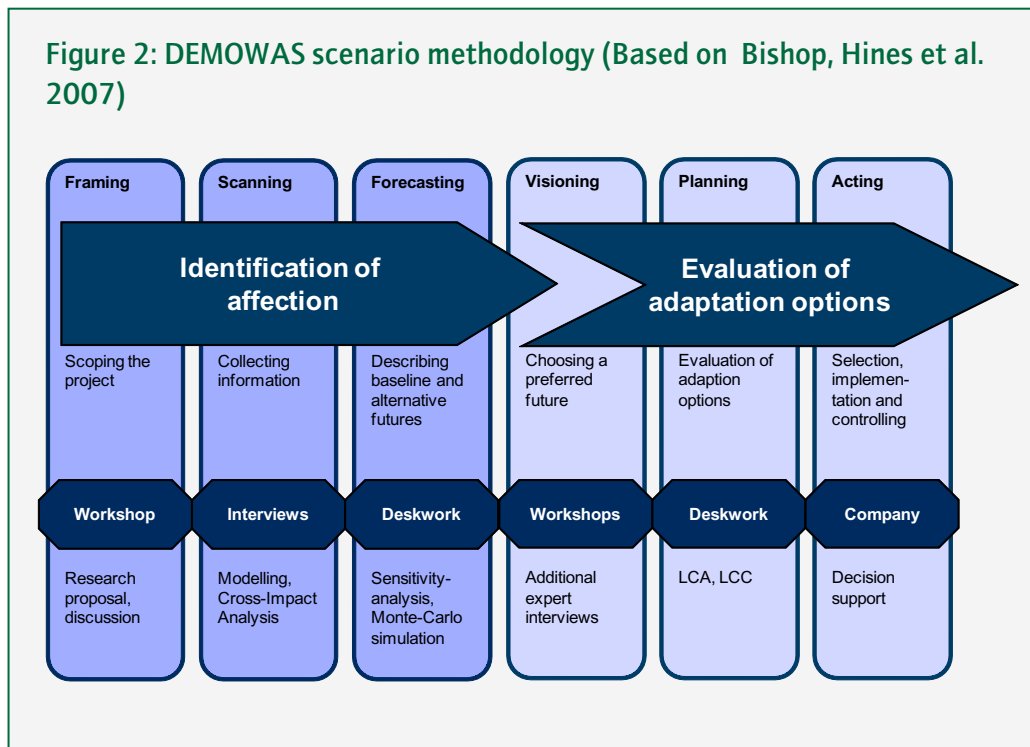 Figure 2: DEMOWAS scenario methodology (Based on Bishop, Hines et al.
2007)
Framing
Scanning
Forecasting
Visioning
Planning
Acting
Identification of
affection
Evaluation of
adaptation options
Scoping the
project
Collecting
information
Describing
baseline and
alternative
futures
Choosing a
preferred
future
Evaluation of
adaption
options
Selection,
implemen-
tation and
controlling
Workshop
Interviews
Deskwork
Workshops
Deskwork
Company
Research
proposal,
discussion
Modelling,
Cross-Impact
Analysis
Sensitivity-
analysis,
Monte-Carlo
simulation
Additional
expert
interviews
LCA, LCC
Decision
support